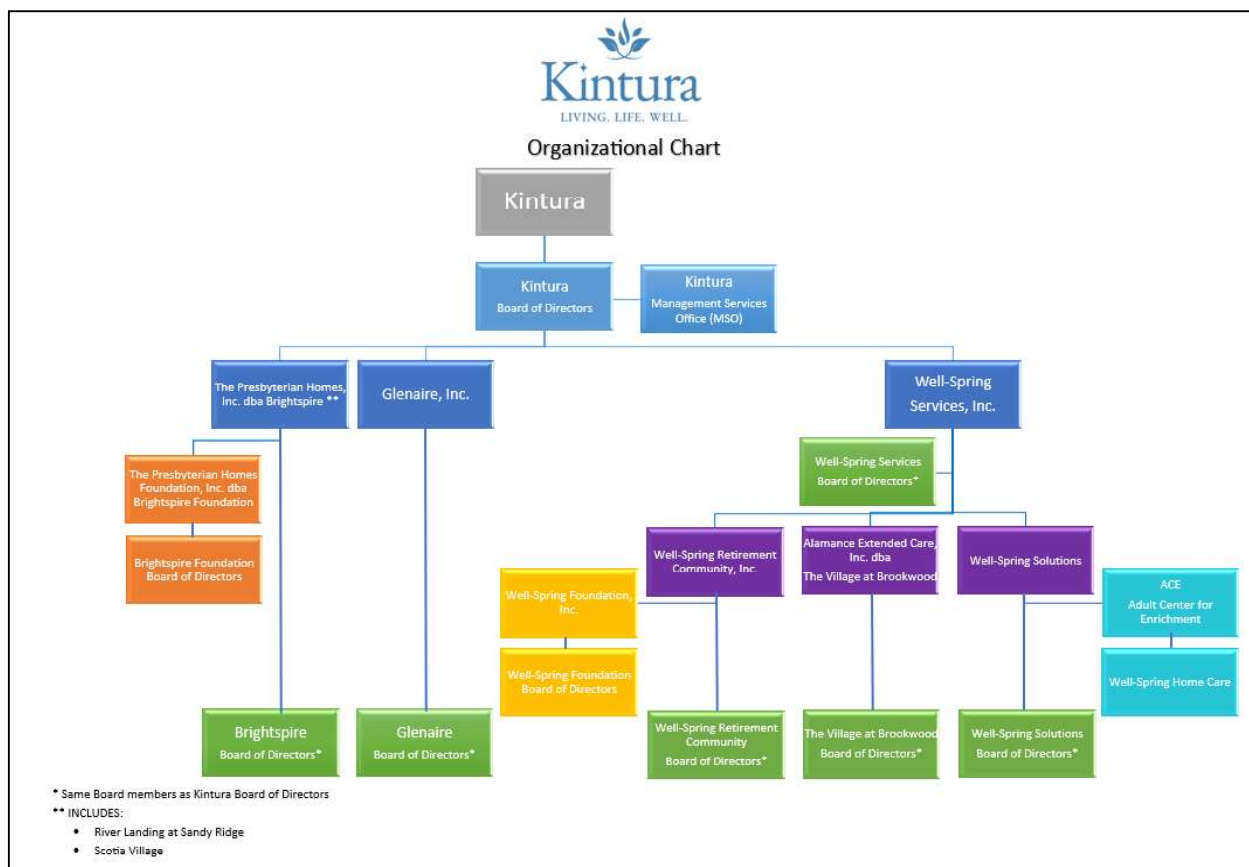 Kintura
LIVING. LIFE. WELL.
Organizational Chart
Kintura
Kintura
Board of Directors
Kintura
Management Services
Office (MSO)
The Presbyterian Homes,
Inc. dba Brightspire **
Glenaire, Inc.
Well-Spring
Services, Inc.
Well-Spring Services
Board of Directors*
The Presbyterian Homes
Foundation, Inc. dba
Brightspire Foundation
Brightspire Foundation
Board of Directors
Well-Spring Retirement
Community, Inc.
Alamance Extended Care,
Inc. dba
The Village at Brookwood
Well-Spring Solutions
Well-Spring Foundation,
Inc.
ACE
Adult Center for
Enrichment
Well-Spring Foundation
Board of Directors
Well-Spring Home Care
Brightspire
Board of Directors*
Glenaire
Board of Directors*
Well-Spring Retirement
Community
Board of Directors*
The Village at Brookwood
Board of Directors*
Well-Spring Solutions
Board of Directors*
* Same Board members as Kintura Board of Directors
** INCLUDES:
• River Landing at Sandy Ridge
• Scotia Village